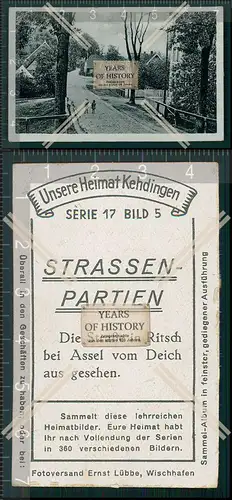 YEARS
OF HISTORY
Unsere Heimat Kehdingen
SERIE 17 BILD 5
STRASSEN-
PARTIEN
YEARS
OF HISTORY
Die Ritsch
bei Assel vom Deich
aus gesehen.
Sammelt diese lehrreichen
Heimatbilder. Eure Heimat habt
Ihr nach Vollendung der Serien
in 360 verschiedenen Bildern.
Fotoversand Ernst Lübbe, Wischhafen
Überall in den Geschäften zu haben, oder bei:
Sammel-Album in feinster, gediegener Ausführung